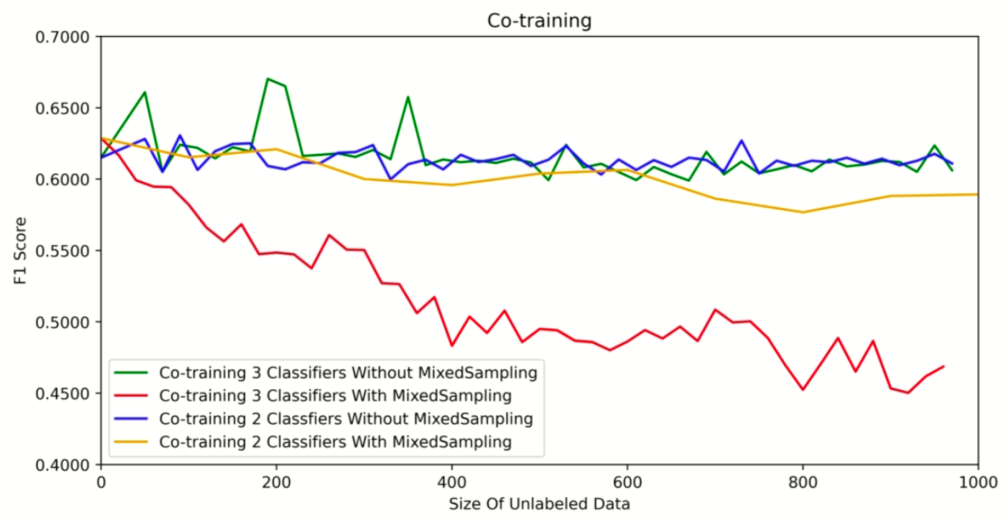 Co-training
0.7000
0.6500
0.6000
0.5500
0.5000
0.4500
0.4000
F1 Score
Co-training 3 Classifiers Without MixedSampling
Co-training 3 Classifiers With MixedSampling
Co-training 2 Classfiers Without MixedSampling
Co-training 2 Classifiers With MixedSampling
0 200 400 600 800 1000
Size Of Unlabeled Data